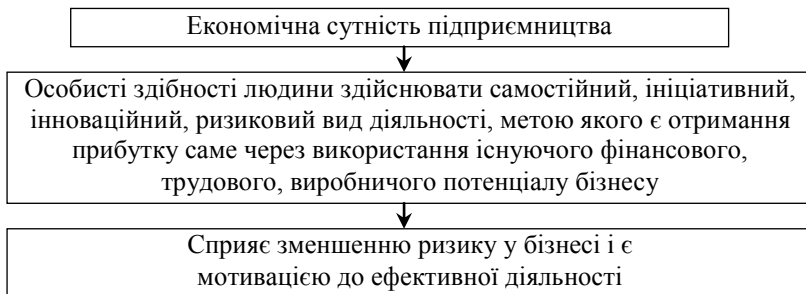 Економічна сутність підприємництва
Особисті здібності людини здійснювати самостійний, ініціативний,
інноваційний, ризиковий вид діяльності, метою якого є отримання
прибутку саме через використання існуючого фінансового,
трудового, виробничого потенціалу бізнесу
Сприяє зменшенню ризику у бізнесі і є
мотивацією до ефективної діяльності